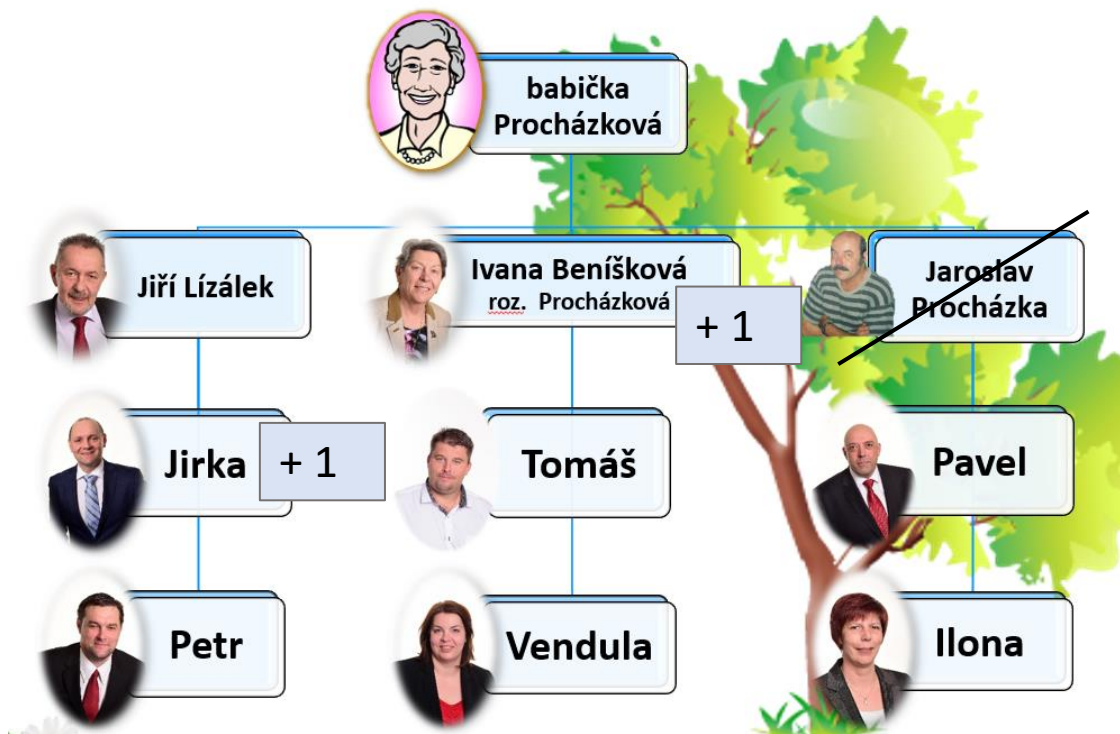 babička
Procházková
Jiří Lízálek
Ivana Beníšková
roz. Procházková
+ 1
Jaroslav
Procházka
Jirka
+ 1
Tomáš
Pavel
Petr
Vendula
Ilona